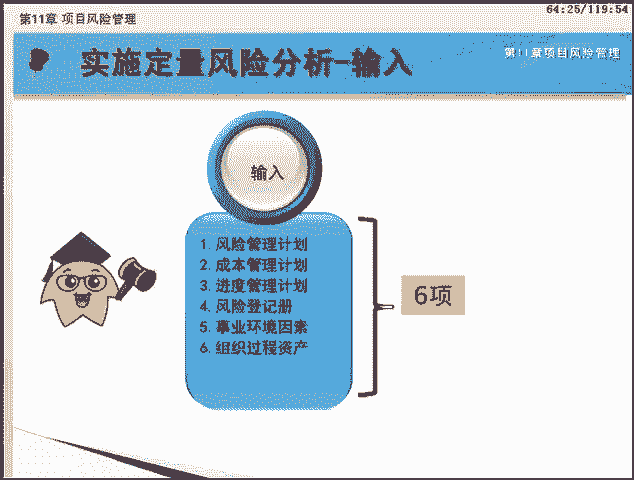 第11章 项目风险管理
64:25/119:54
实施定量风险分析-输入
第11章项目风险管理
输入
1.风险管理计划
2.成本管理计划
3.进度管理计划
4.风险登记册
5.事业环境因素
6.组织过程资产
6项